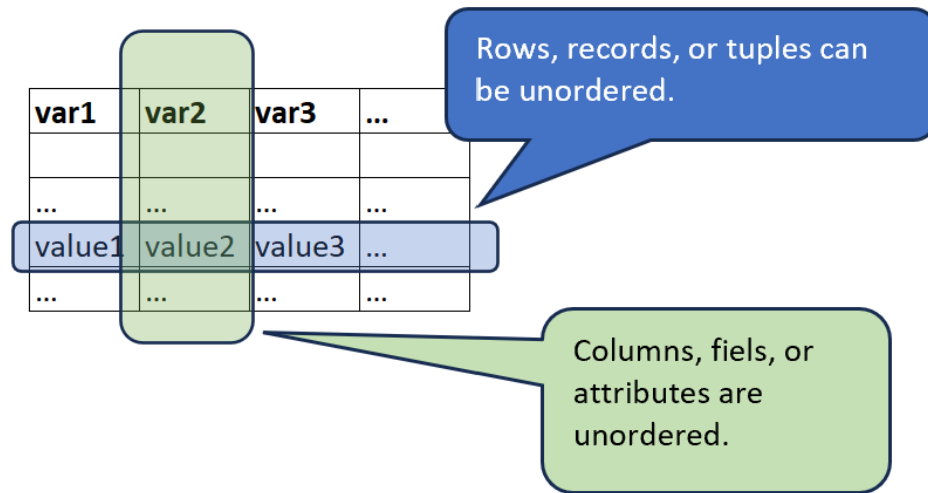 Rows, records, or tuples can
be unordered.
var1 var2 var3 ...
... ... ... ...
value1 value2 value3 ...
... ... ... ...
Columns, fiels, or
attributes are
unordered.